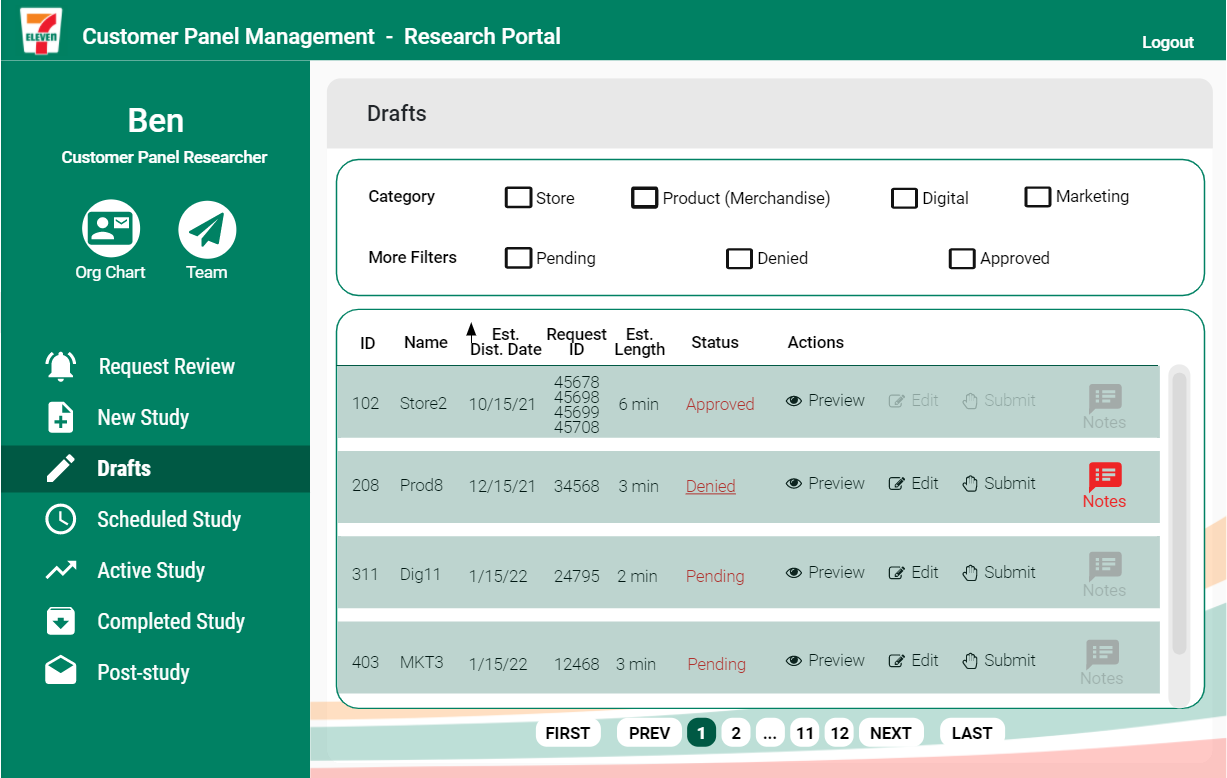 7
ELEVEN
Customer Panel Management - Research Portal
Logout
Ben
Customer Panel Researcher
Org Chart Team
Request Review
New Study
Drafts
Scheduled Study
Active Study
Completed Study
Post-study
Drafts
Category Store Product (Merchandise) Digital Marketing
More Filters Pending Denied Approved
ID Name Est. Dist. Date Request ID Est. Length Status Actions
102 Store2 10/15/21 45678 45698 45699 45708 6 min Approved Preview Edit Submit Notes
208 Prod8 12/15/21 34568 3 min Denied Preview Edit Submit Notes
311 Dig11 1/15/22 24795 2 min Pending Preview Edit Submit Notes
403 MKT3 1/15/22 12468 3 min Pending Preview Edit Submit Notes
FIRST PREV 1 2 ... 11 12 NEXT LAST